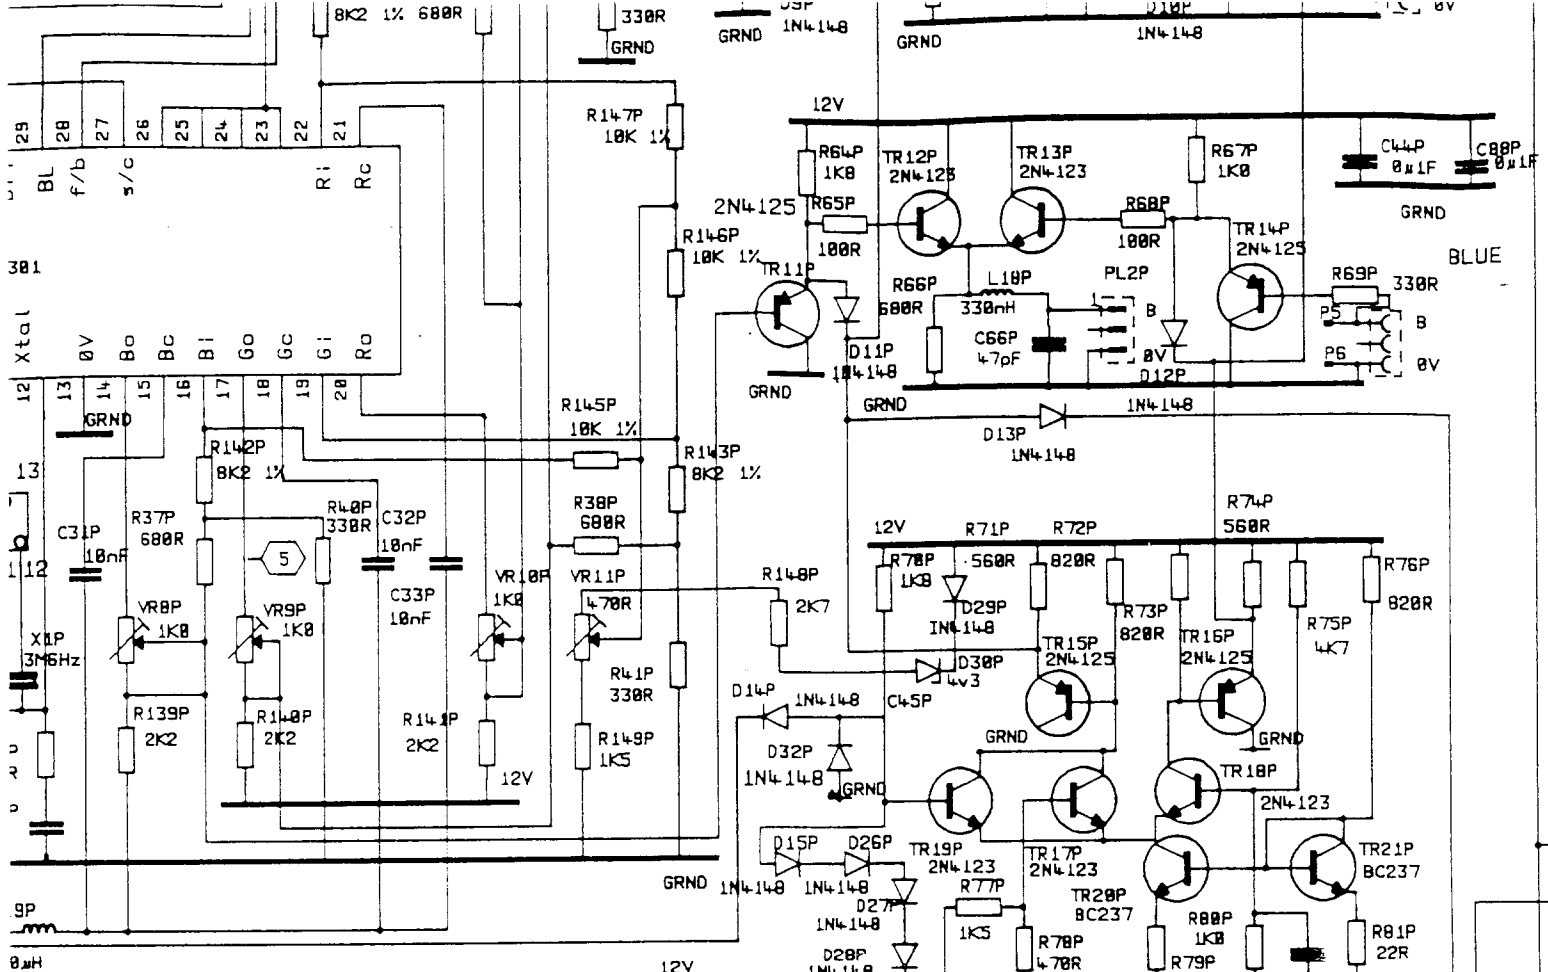 8K2 1% 680R
330R
GRND
GRND
1N4148
GRND
1N4148
0V
29
28
27
26
25
24
23
22
21
BL
f/b
s/c
Ri
Rc
R147P
10K 1%
12V
R64P
1K8
TR12P
2N4123
TR13P
2N4123
R67P
1K0
C44P
0µ1F
C88P
0µ1F
GRND
2N4125
R65P
100R
R68P
100R
TR14P
2N4125
BLUE
R146P
10K 1%
301
TR11P
R66P
680R
L18P
330nH
PL2P
R69P
330R
B
P5
B
C66P
47pF
D11P
1N4148
0V
P6
0V
D12P
1N4148
GRND
GRND
Xtal
0V
Bo
Bc
Bi
Go
Gc
Gi
Ro
12
13
14
15
16
17
18
19
20
GRND
R145P
10K 1%
D13P
1N4148
R142P
8K2 1%
R143P
8K2 1%
13
R40P
330R
C32P
10nF
R38P
680R
R37P
680R
C31P
10nF
5
12V
R71P
560R
R72P
820R
R74P
560R
R70P
1K8
R76P
820R
112
VR10P
1K0
VR11P
470R
R148P
2K7
C33P
10nF
D29P
1N4148
R73P
820R
R75P
4K7
VR8P
1K0
VR9P
1K0
X1P
3M6Hz
TR15P
2N4125
TR16P
2N4125
D30P
4v3
R41P
330R
D14P
1N4148
C45P
R139P
2K2
R140P
2K2
R141P
2K2
R149P
1K5
D32P
1N4148
GRND
GRND
GRND
12V
TR18P
2N4123
TR19P
2N4123
TR17P
2N4123
TR21P
BC237
D15P
1N4148
D26P
1N4148
GRND
TR20P
BC237
R77P
1K5
D27P
1N4148
9P
R80P
1K0
R81P
22R
D28P
1N4148
R78P
470R
R79P
12V
0µH